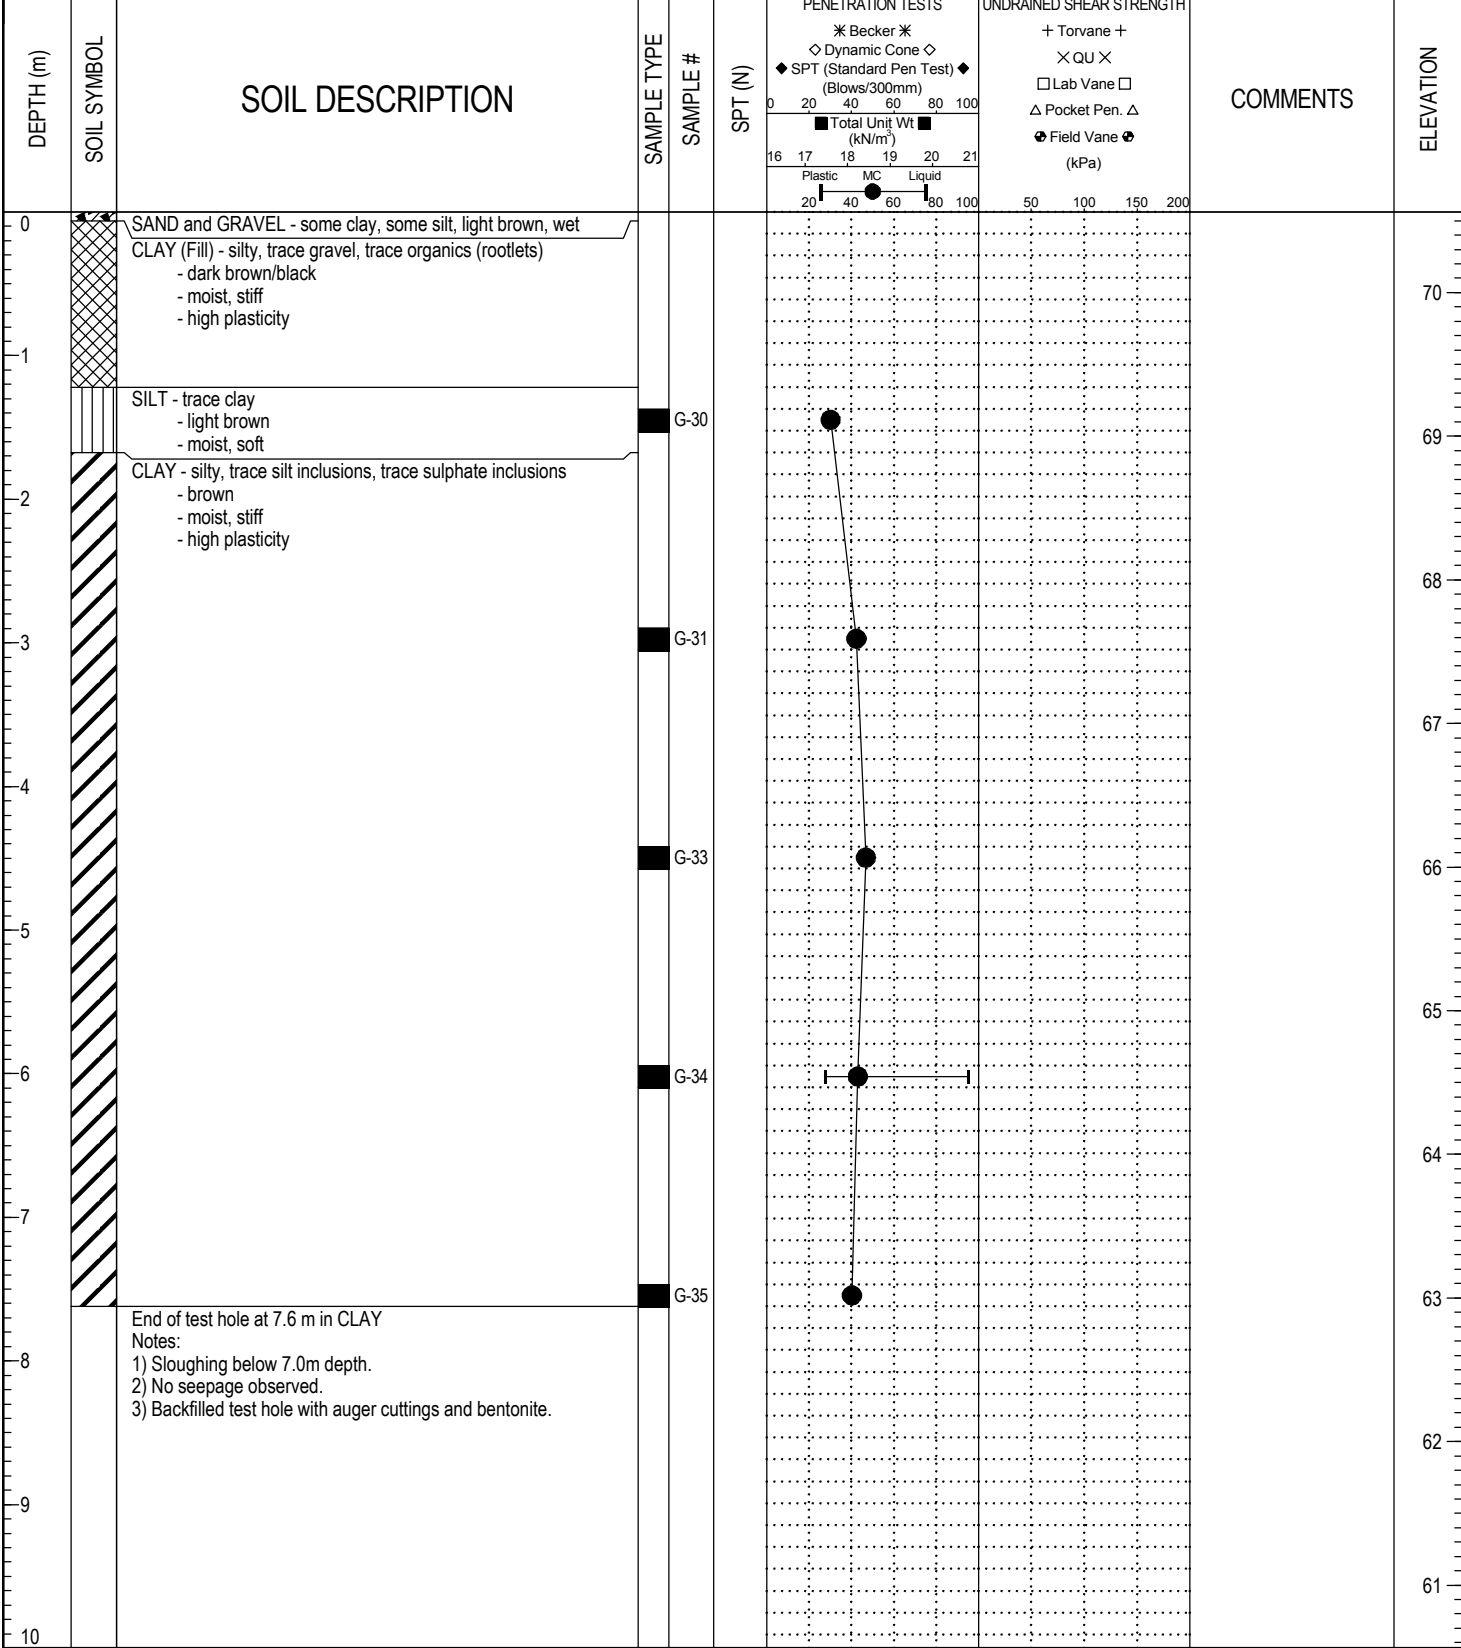 DEPTH (m)
SOIL SYMBOL
SOIL DESCRIPTION
SAMPLE TYPE
SAMPLE #
SPT (N)
PENETRATION TESTS
✳ Becker ✳
◇ Dynamic Cone ◇
◆ SPT (Standard Pen Test) ◆
(Blows/300mm)
0 20 40 60 80 100
■ Total Unit Wt ■
(kN/m³)
16 17 18 19 20 21
Plastic MC Liquid
20 40 60 80 100
UNDRAINED SHEAR STRENGTH
+ Torvane +
× QU ×
□ Lab Vane □
△ Pocket Pen. △
Field Vane
(kPa)
50 100 150 200
COMMENTS
ELEVATION
0
SAND and GRAVEL - some clay, some silt, light brown, wet
CLAY (Fill) - silty, trace gravel, trace organics (rootlets)
- dark brown/black
- moist, stiff
- high plasticity
70
1
SILT - trace clay
- light brown
- moist, soft
G-30
69
CLAY - silty, trace silt inclusions, trace sulphate inclusions
- brown
- moist, stiff
- high plasticity
2
68
3
G-31
67
4
G-33
66
5
65
6
G-34
64
7
G-35
63
End of test hole at 7.6 m in CLAY
Notes:
1) Sloughing below 7.0m depth.
2) No seepage observed.
3) Backfilled test hole with auger cuttings and bentonite.
8
62
9
61
10